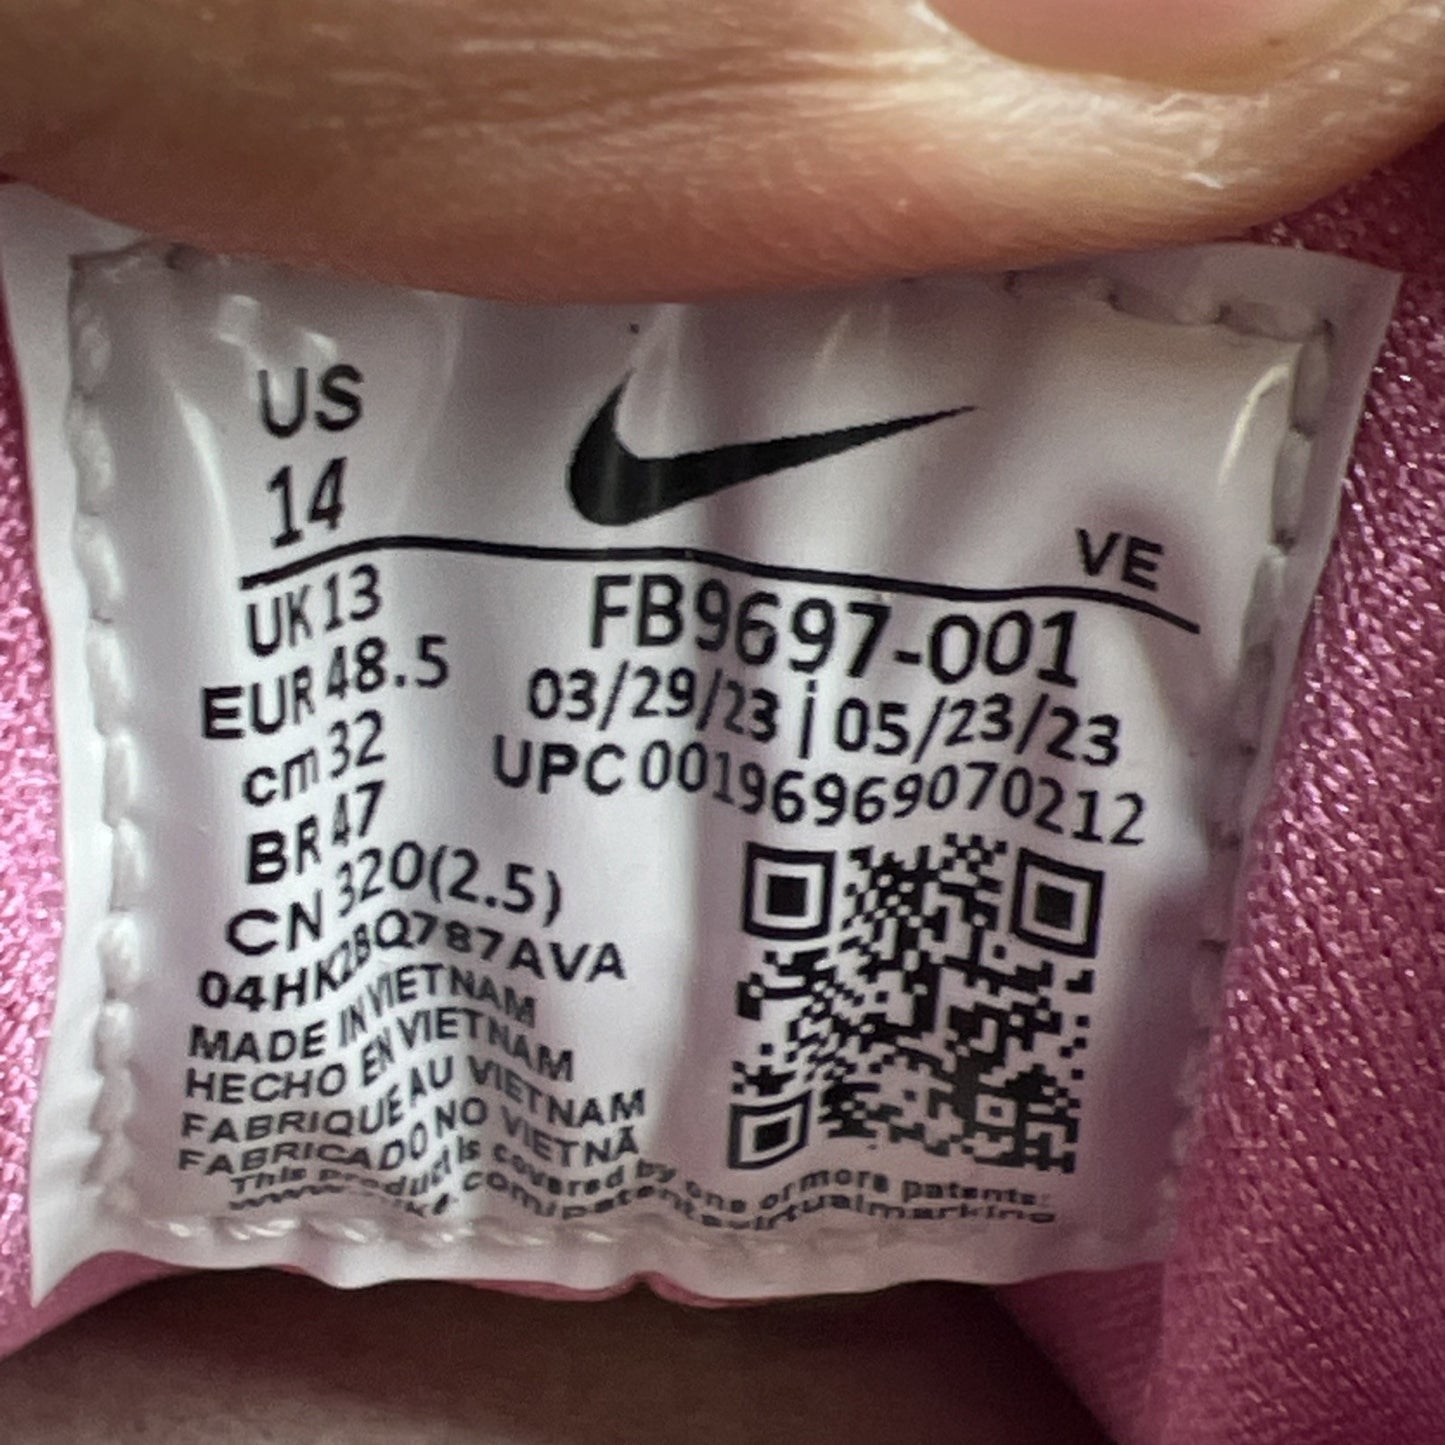 US
14
VE
UK 13
EUR 48.5
cm 32
BR 47
CN 320(2.5)
FB9697-001
03/29/23 | 05/23/23
UPC 00196969070212
04HK2BQ787AVA
MADE IN VIETNAM
HECHO EN VIETNAM
FABRIQUE AU VIETNAM
FABRICADO NO VIETNÃ
This product is covered by one or more patents: